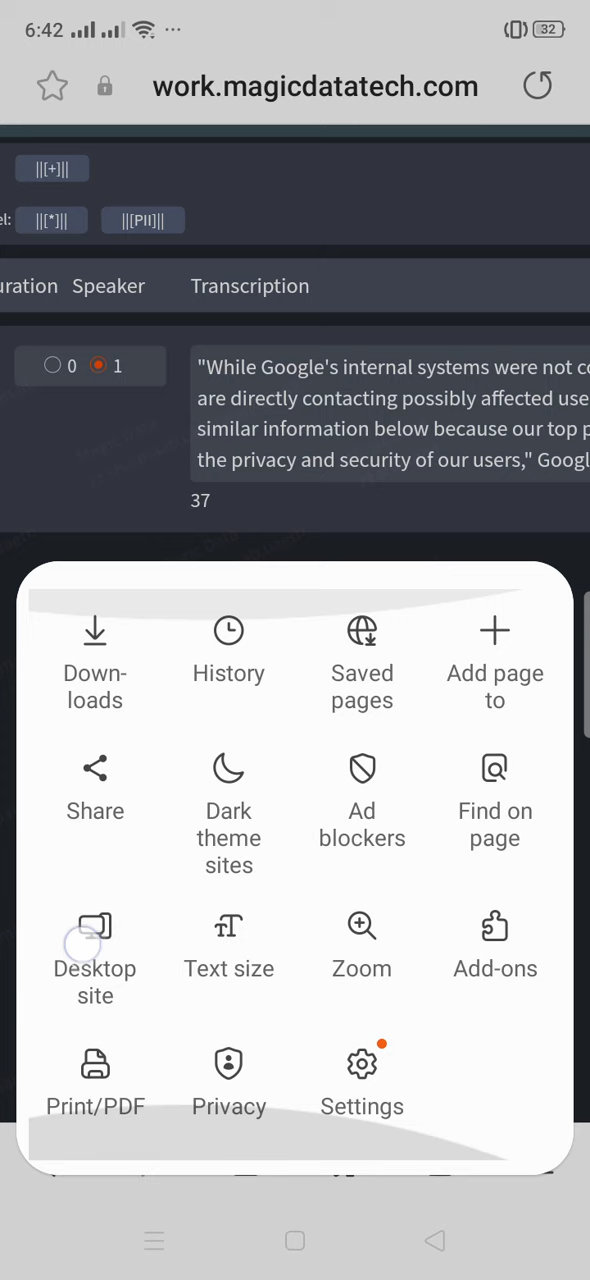 6:42
32
work.magicdatatech.com
||[+]||
el: ||[*]|| ||[PII]||
uration Speaker Transcription
0 1
"While Google's internal systems were not co
are directly contacting possibly affected use
similar information below because our top p
the privacy and security of our users," Googl
37
Down-
loads
History
Saved
pages
Add page
to
Share
Dark
theme
sites
Ad
blockers
Find on
page
Desktop
site
Text size
Zoom
Add-ons
Print/PDF
Privacy
Settings